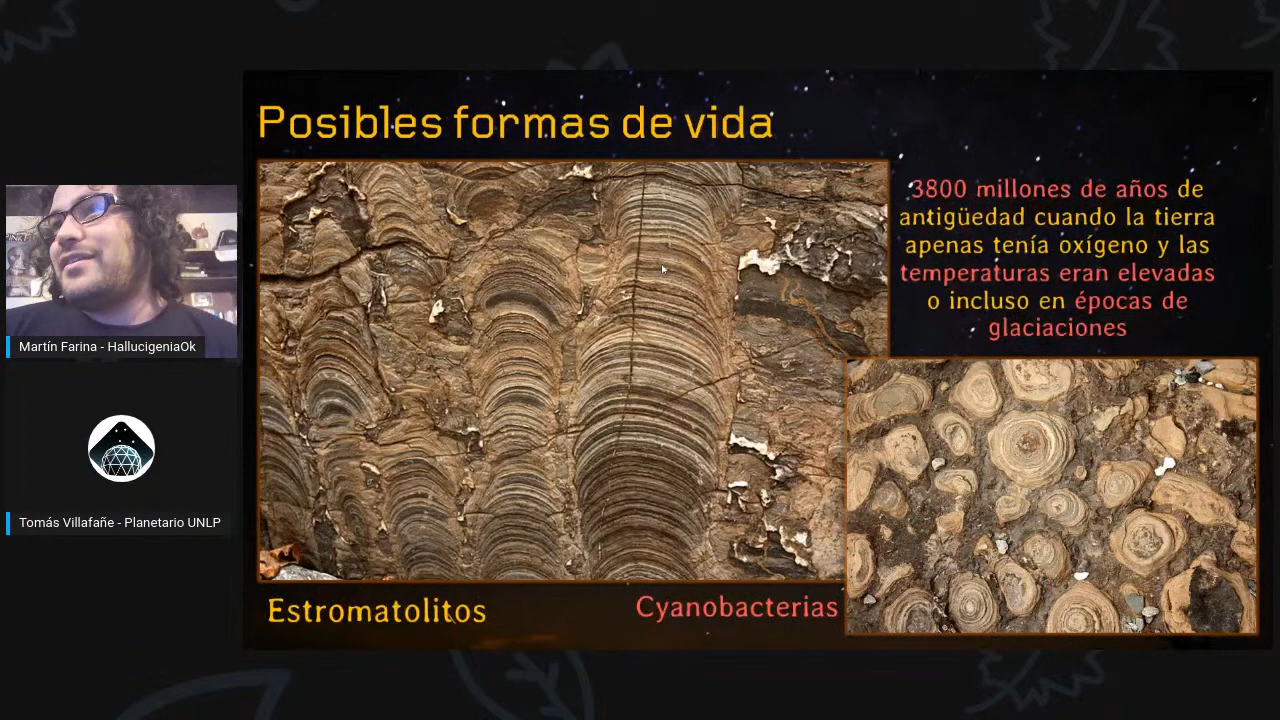 Posibles formas de vida
3800 millones de años de
antigüedad cuando la tierra
apenas tenía oxígeno y las
temperaturas eran elevadas
o incluso en épocas de
glaciaciones
Martín Farina - HallucigeniaOk
Tomás Villafañe - Planetario UNLP
Estromatolitos
Cyanobacterias